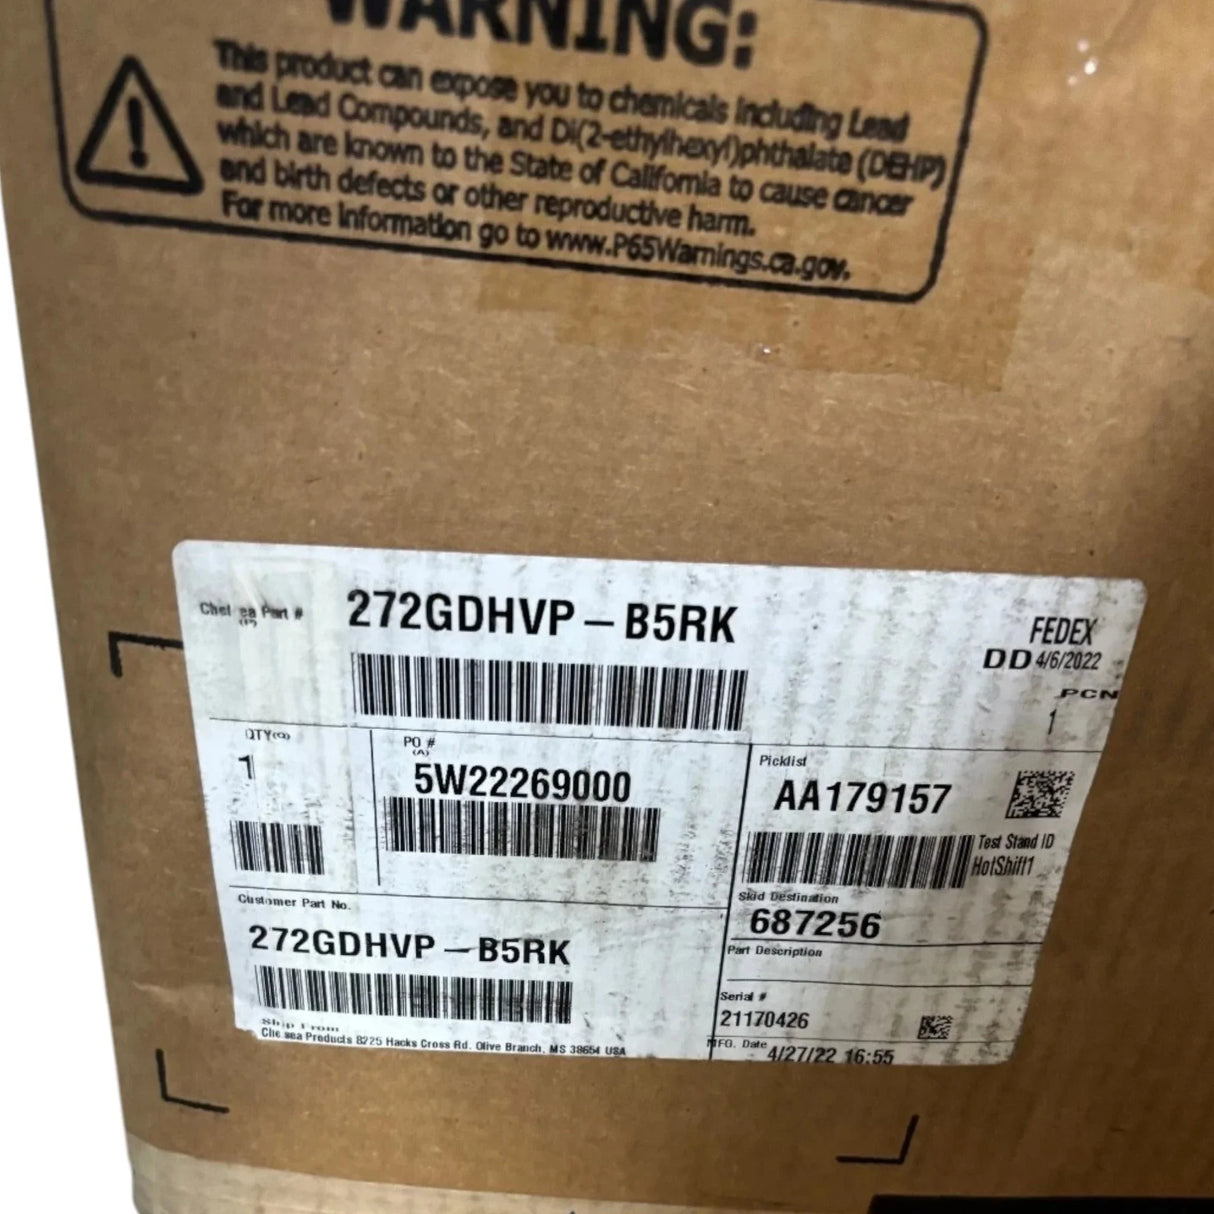 WARNING:
This product can expose you to chemicals including Lead
and Lead Compounds, and Di(2-ethylhexyl)phthalate (DEHP)
which are known to the State of California to cause cancer
and birth defects or other reproductive harm.
For more information go to www.P65Warnings.ca.gov.
Chelsea Part #
(P)
272GDHVP-B5RK
FEDEX
DD 4/6/2022
PCN
1
QTY(Q)
1
PO #
(A)
5W22269000
Picklist
AA179157
Test Stand ID
HotShift1
Customer Part No.
272GDHVP-B5RK
Skid Destination
687256
Part Description
Serial #
21170426
MFG. Date 4/27/22 16:55
Ship From
Chelsea Products 8225 Hacks Cross Rd. Olive Branch, MS 38654 USA